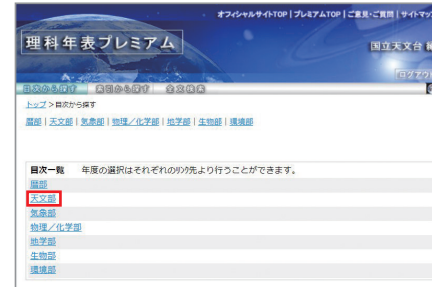 オフィシャルサイトTOP | プレミアムTOP | ご意見・ご質問 | サイトマッ
理科年表プレミアム
国立天文台 編
ログアウ
目次から探す 索引から探す 全文検索
トップ > 目次から探す
暦部 | 天文部 | 気象部 | 物理／化学部 | 地学部 | 生物部 | 環境部
目次一覧 年度の選択はそれぞれのリンク先より行うことができます。
暦部
天文部
気象部
物理／化学部
地学部
生物部
環境部